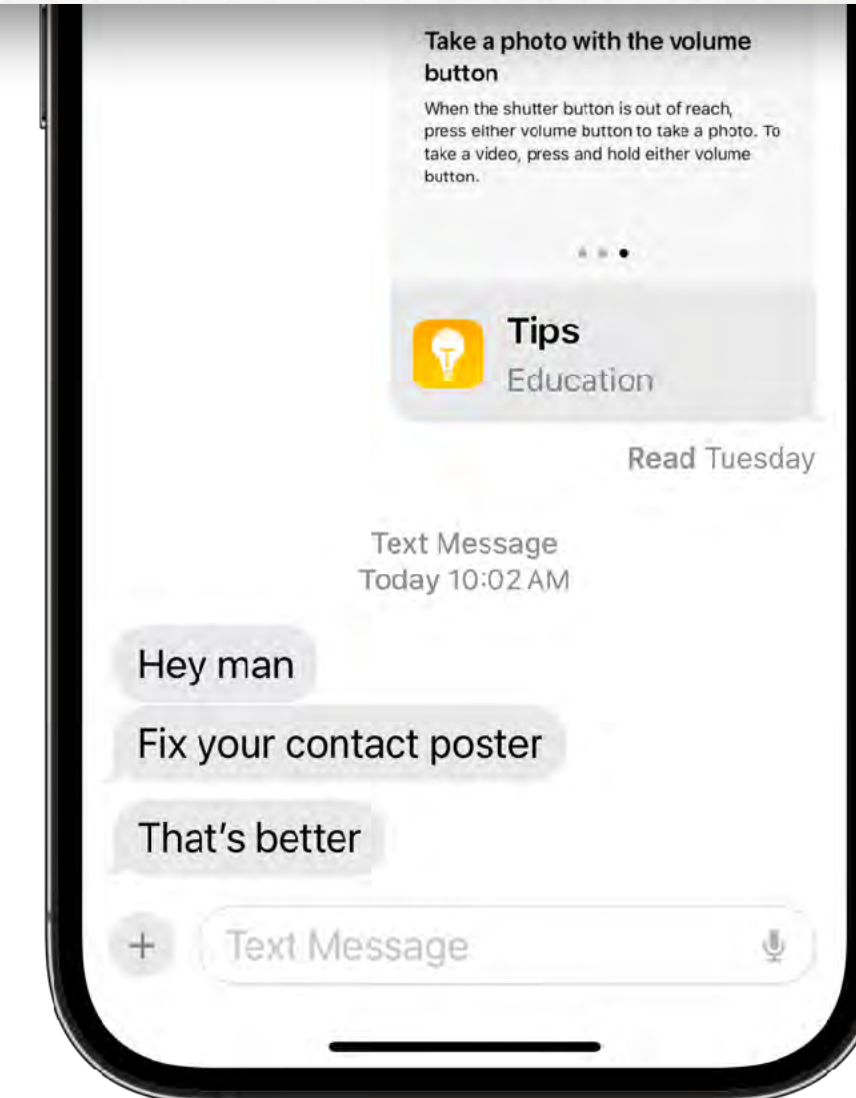 Take a photo with the volume
button
When the shutter button is out of reach,
press either volume button to take a photo. To
take a video, press and hold either volume
button.
Tips
Education
Read Tuesday
Text Message
Today 10:02 AM
Hey man
Fix your contact poster
That's better
+
Text Message